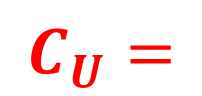 C_U =